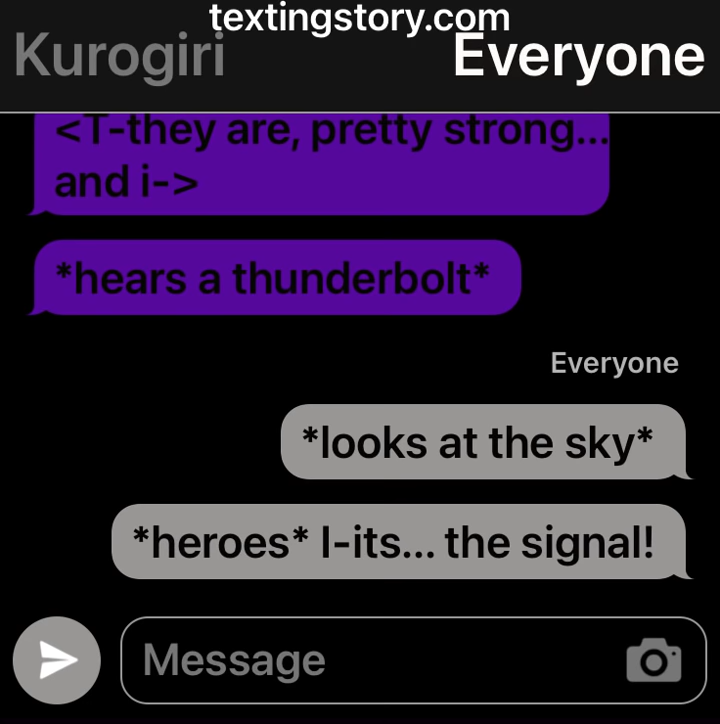 textingstory.com
Kurogiri
Everyone
<T-they are, pretty strong...
and i->
*hears a thunderbolt*
Everyone
*looks at the sky*
*heroes* I-its... the signal!
Message